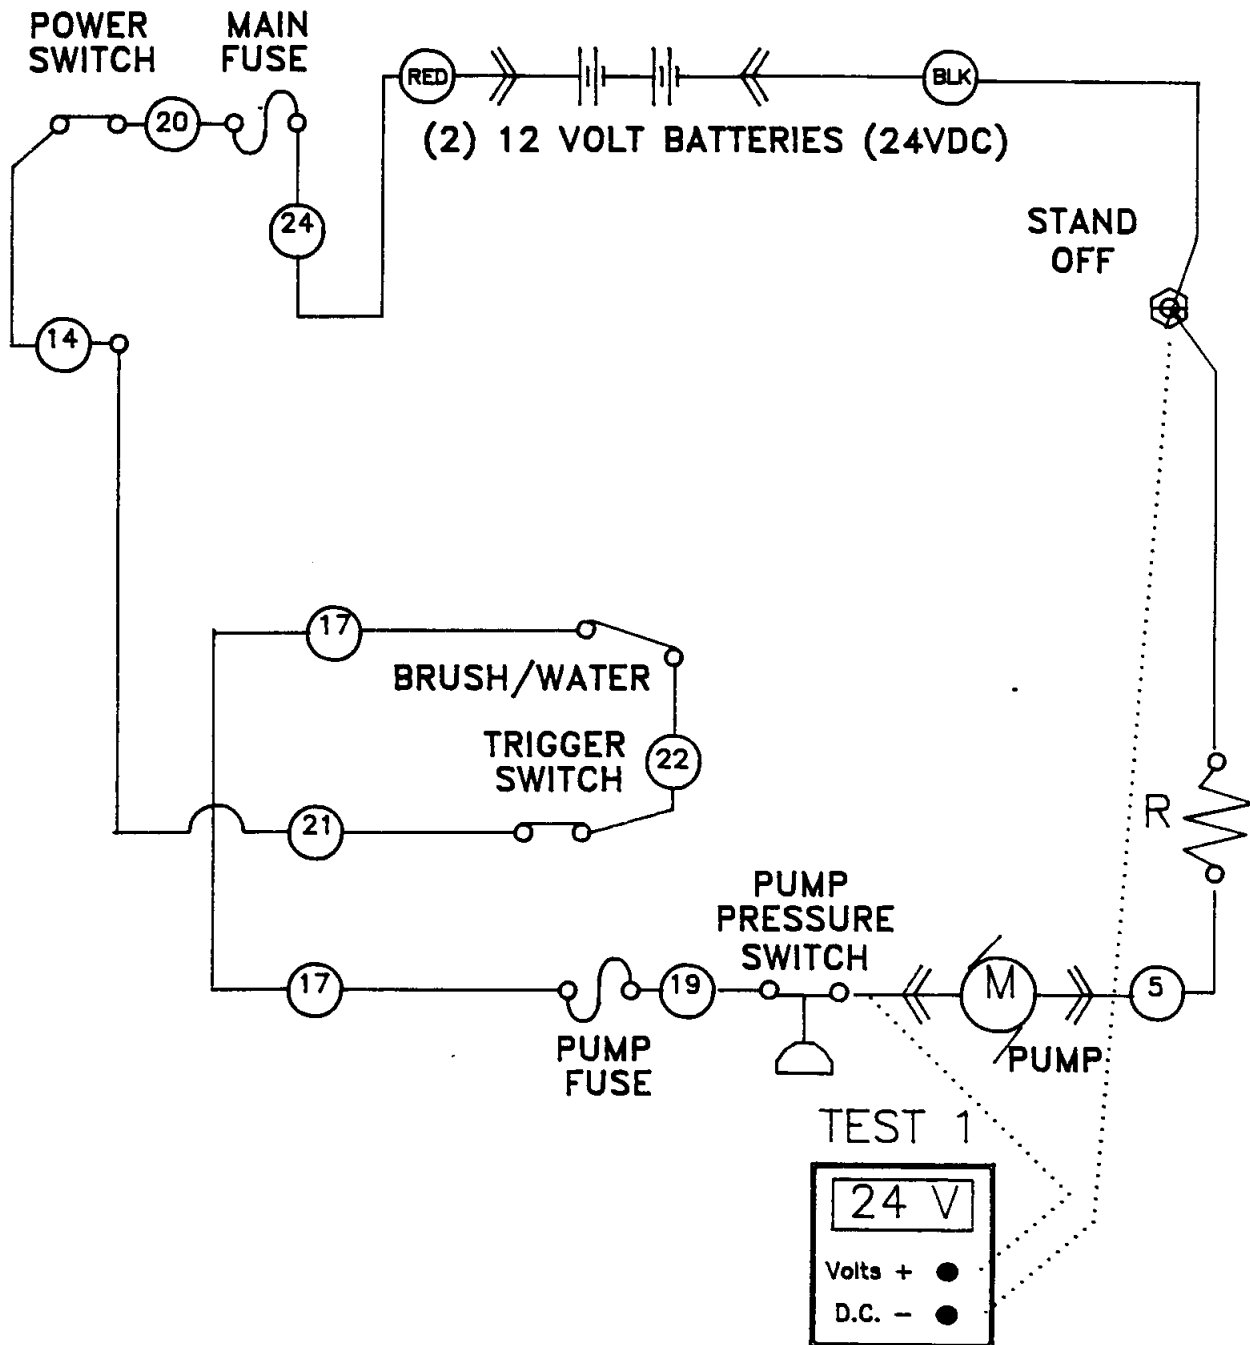 POWER
SWITCH
MAIN
FUSE
RED
BLK
20
(2) 12 VOLT BATTERIES (24VDC)
24
STAND
OFF
14
17
BRUSH/WATER
TRIGGER
SWITCH
22
21
R
PUMP
PRESSURE
SWITCH
17
19
M
5
PUMP
FUSE
PUMP
TEST 1
24 V
Volts +
D.C. -